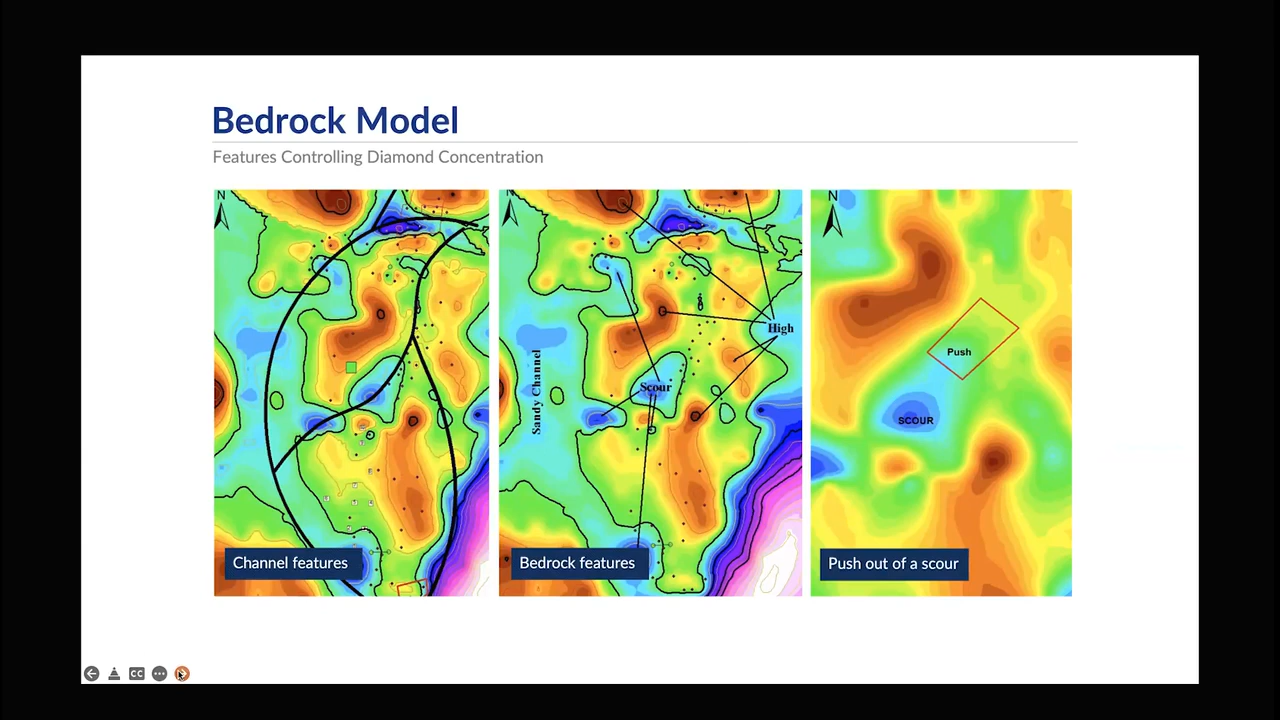 Bedrock Model
Features Controlling Diamond Concentration
N
Channel features
N
High
Scour
Sandy Channel
Bedrock features
N
Push
SCOUR
Push out of a scour
CC